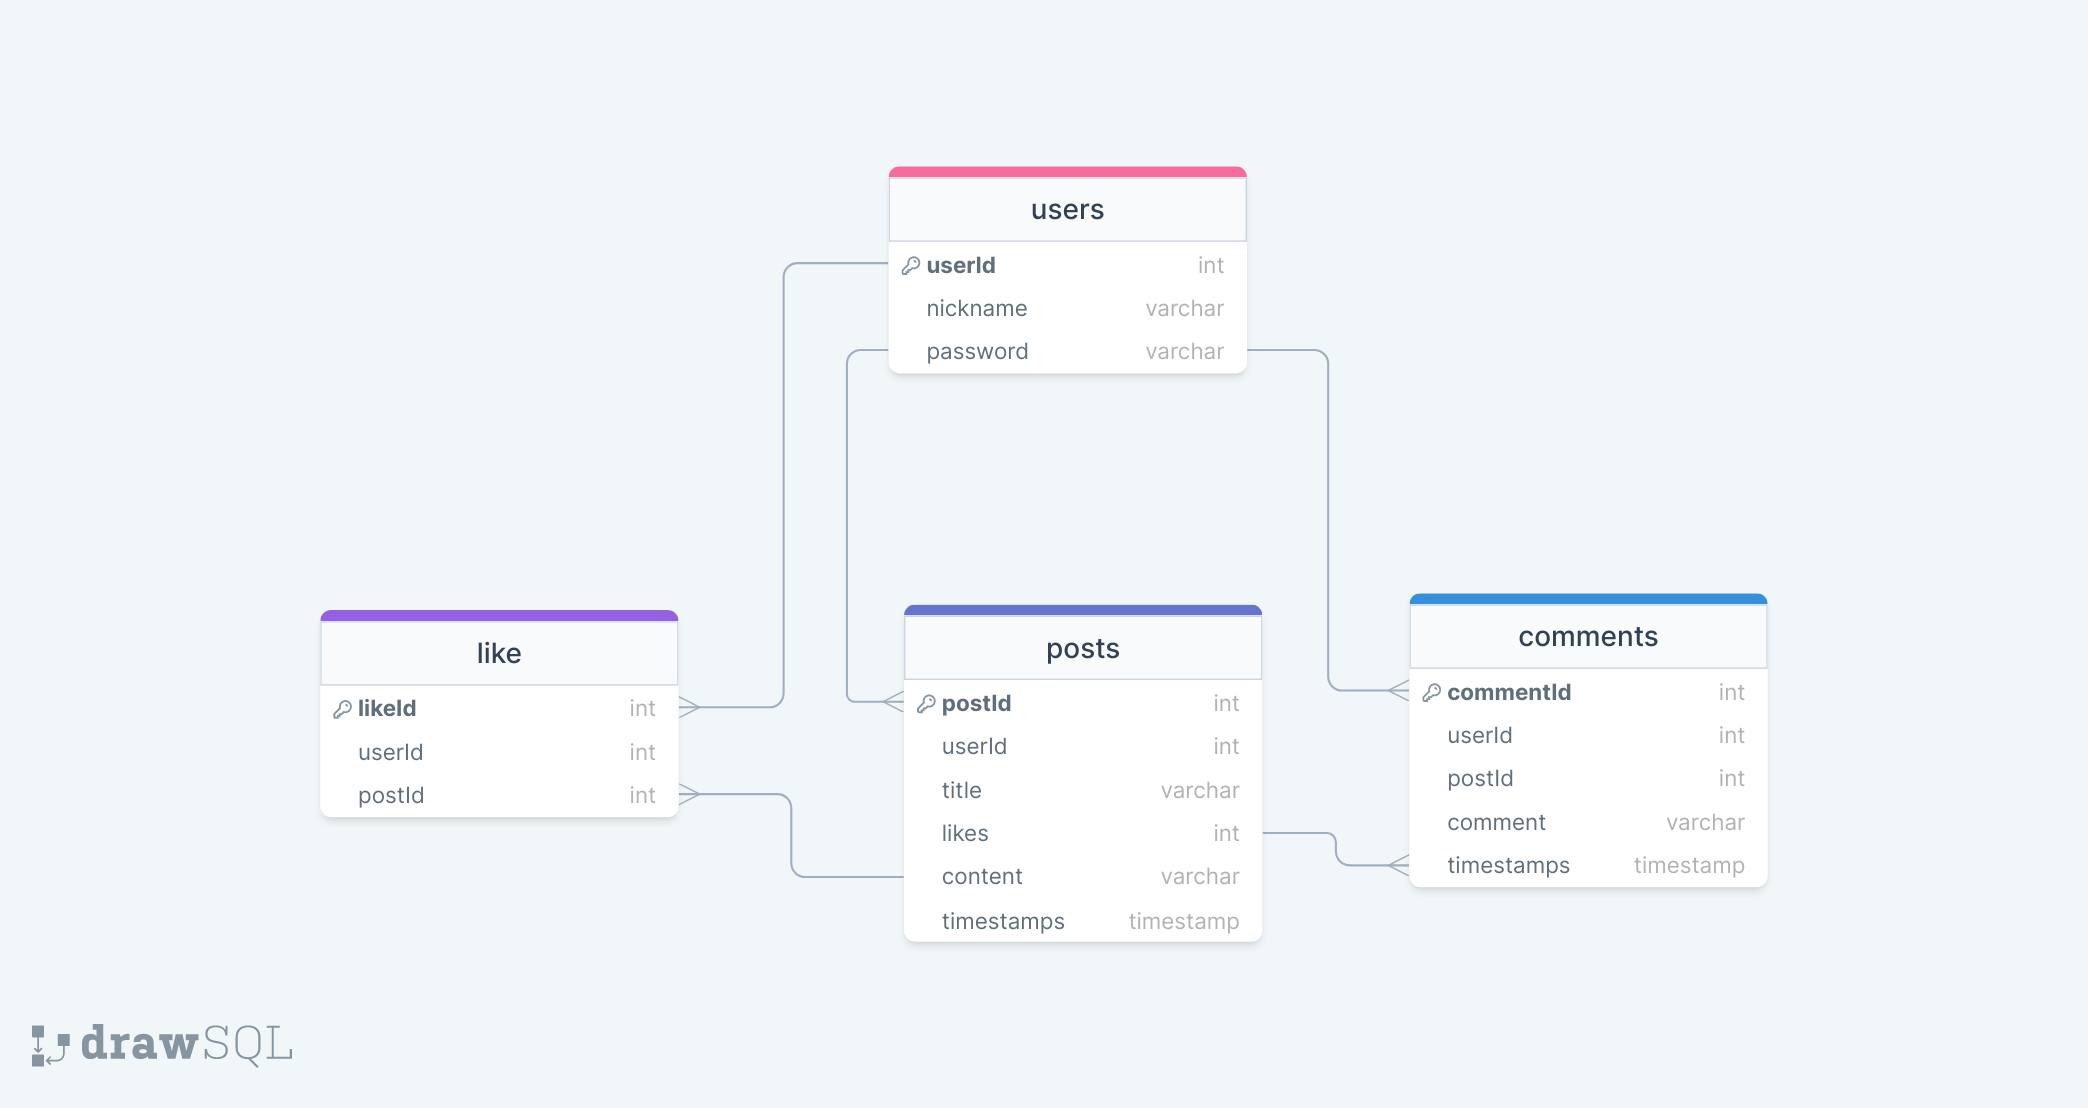 users
userId int
nickname varchar
password varchar
like
likeId int
userId int
postId int
posts
postId int
userId int
title varchar
likes int
content varchar
timestamps timestamp
comments
commentId int
userId int
postId int
comment varchar
timestamps timestamp
drawSQL